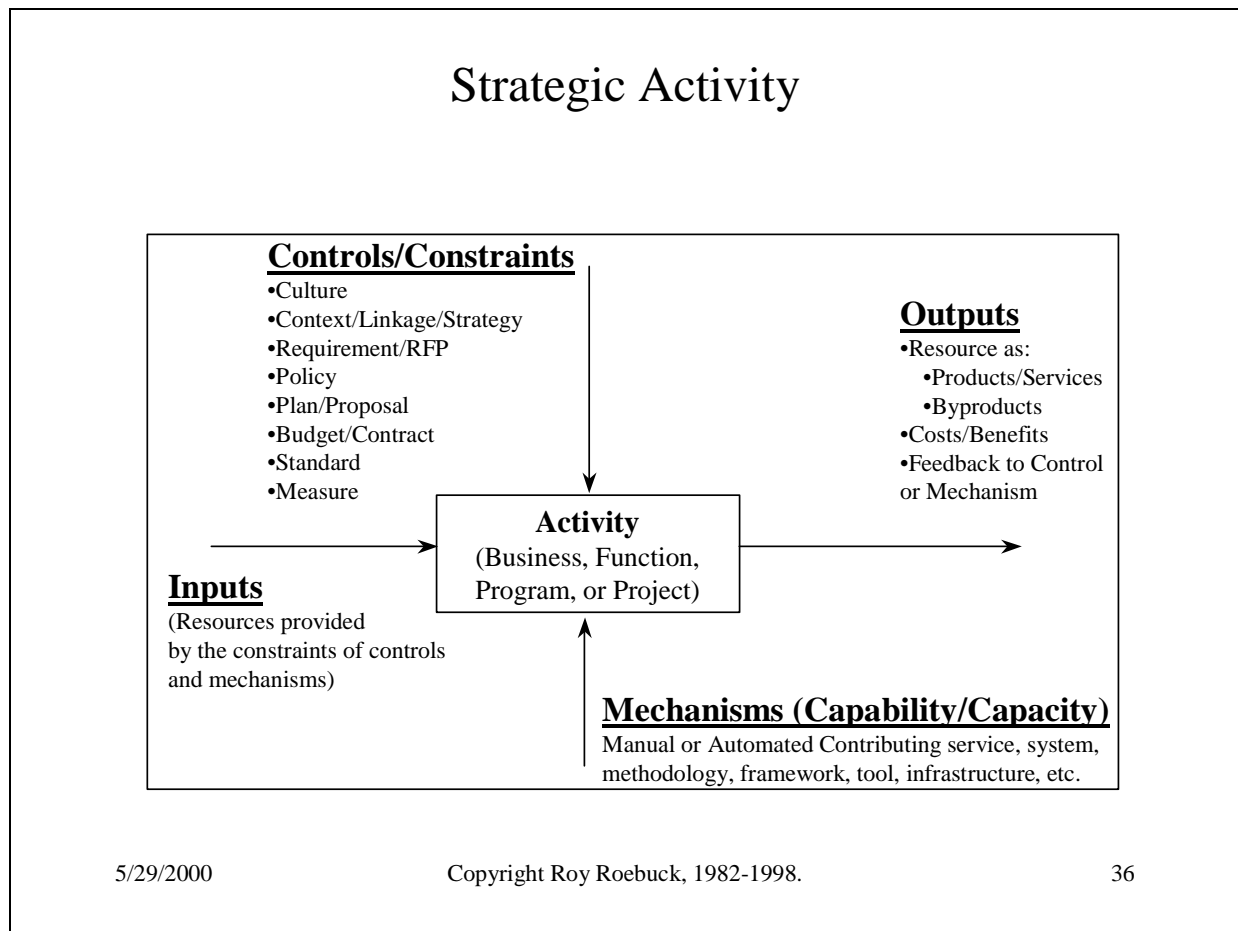 Strategic Activity
Controls/Constraints
•Culture
•Context/Linkage/Strategy
•Requirement/RFP
•Policy
•Plan/Proposal
•Budget/Contract
•Standard
•Measure
Outputs
•Resource as:
•Products/Services
•Byproducts
•Costs/Benefits
•Feedback to Control
or Mechanism
Activity
(Business, Function,
Program, or Project)
Inputs
(Resources provided
by the constraints of controls
and mechanisms)
Mechanisms (Capability/Capacity)
Manual or Automated Contributing service, system,
methodology, framework, tool, infrastructure, etc.
5/29/2000
Copyright Roy Roebuck, 1982-1998.
36